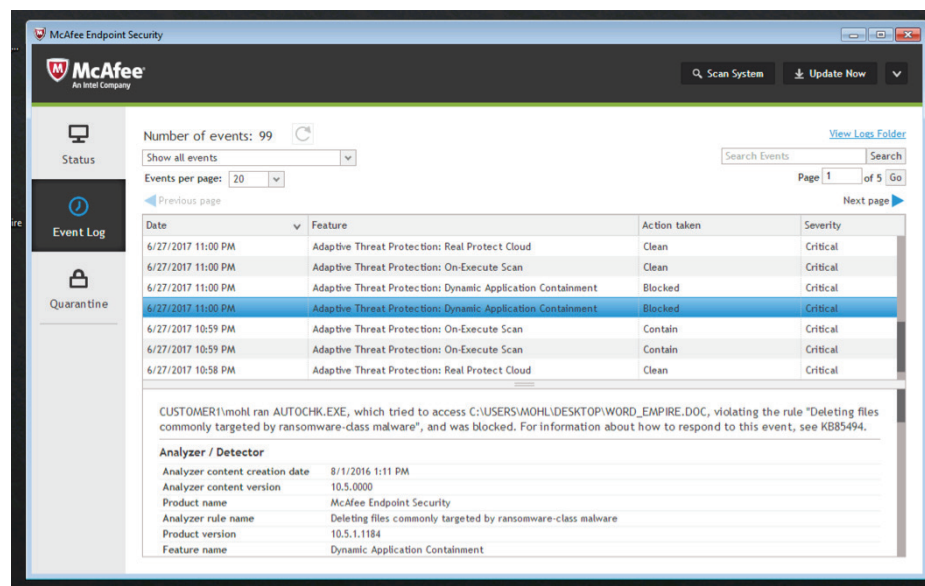 McAfee Endpoint Security
McAfee
An Intel Company
Scan System
Update Now
Status
Event Log
Quarantine
Number of events: 99
View Logs Folder
Show all events
Search Events
Search
Events per page: 20
Page 1 of 5 Go
Previous page
Next page
Date Feature Action taken Severity
6/27/2017 11:00 PM Adaptive Threat Protection: Real Protect Cloud Clean Critical
6/27/2017 11:00 PM Adaptive Threat Protection: On-Execute Scan Clean Critical
6/27/2017 11:00 PM Adaptive Threat Protection: Dynamic Application Containment Blocked Critical
6/27/2017 11:00 PM Adaptive Threat Protection: Dynamic Application Containment Blocked Critical
6/27/2017 10:59 PM Adaptive Threat Protection: On-Execute Scan Contain Critical
6/27/2017 10:59 PM Adaptive Threat Protection: On-Execute Scan Contain Critical
6/27/2017 10:58 PM Adaptive Threat Protection: Real Protect Cloud Clean Critical
CUSTOMER1\mohl ran AUTOCHK.EXE, which tried to access C:\USERS\MOHL\DESKTOP\WORD_EMPIRE.DOC, violating the rule "Deleting files
commonly targeted by ransomware-class malware", and was blocked. For information about how to respond to this event, see KB85494.
Analyzer / Detector
Analyzer content creation date 8/1/2016 1:11 PM
Analyzer content version 10.5.0000
Product name McAfee Endpoint Security
Analyzer rule name Deleting files commonly targeted by ransomware-class malware
Product version 10.5.1.1184
Feature name Dynamic Application Containment